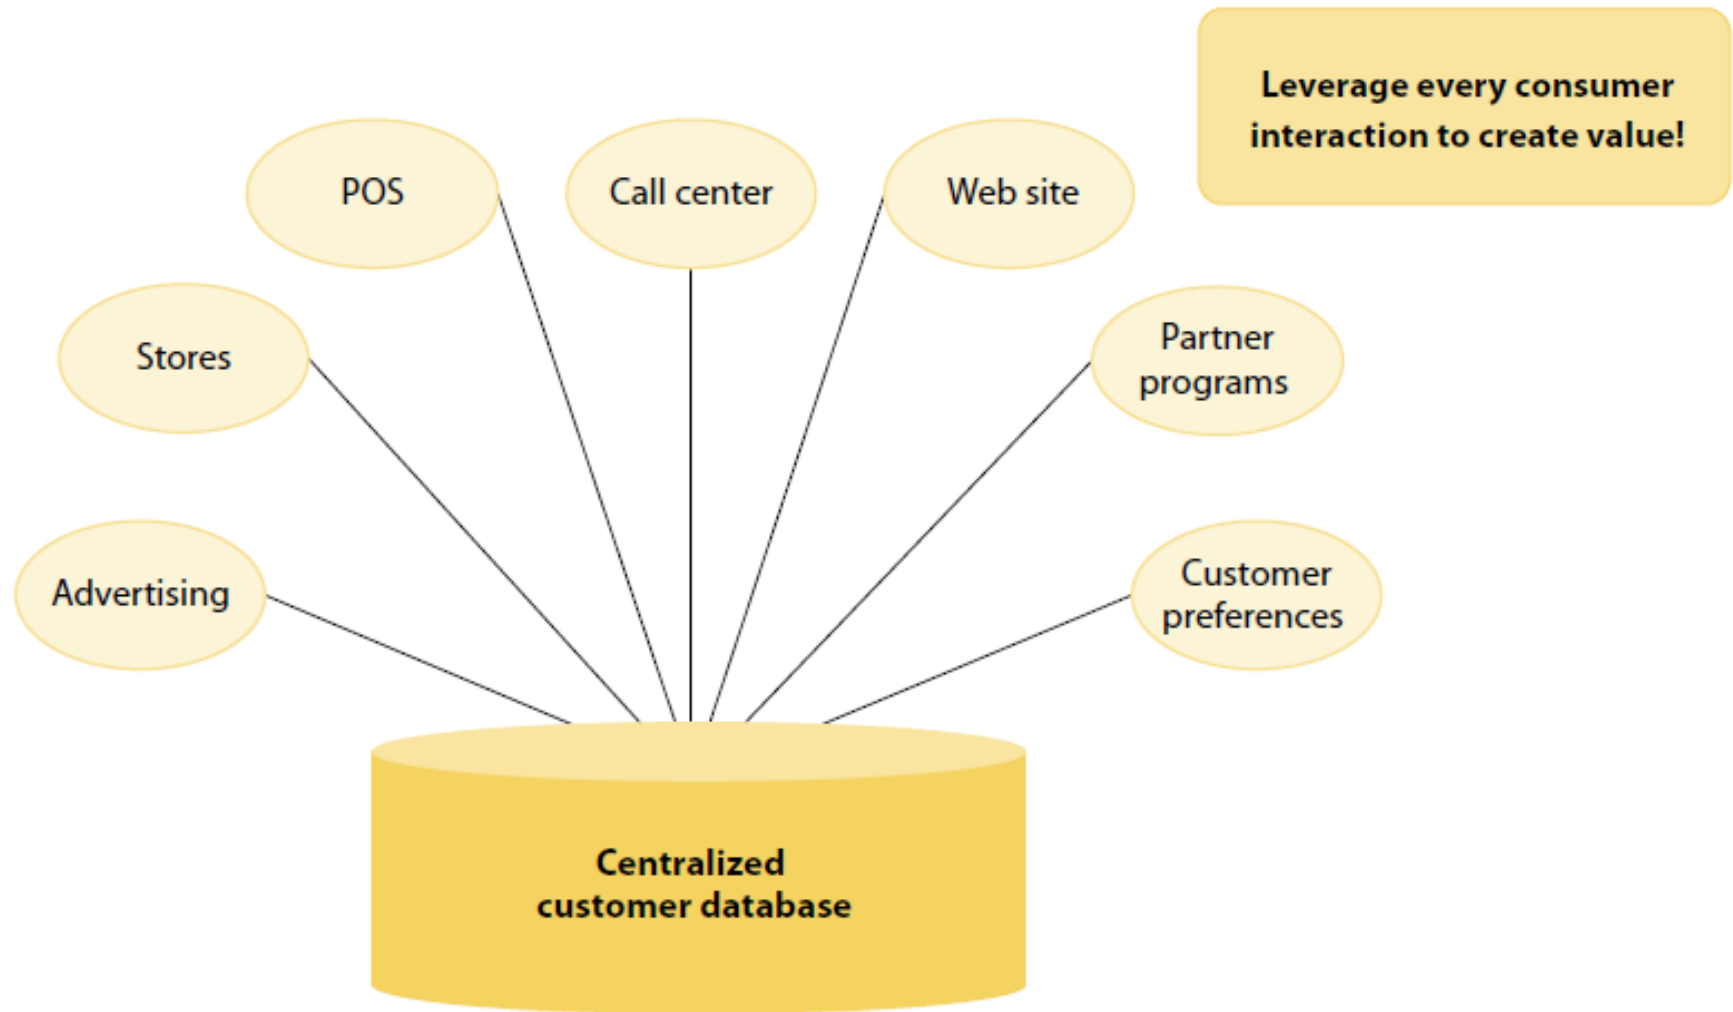 Leverage every consumer
interaction to create value!
POS
Call center
Web site
Stores
Partner
programs
Advertising
Customer
preferences
Centralized
customer database